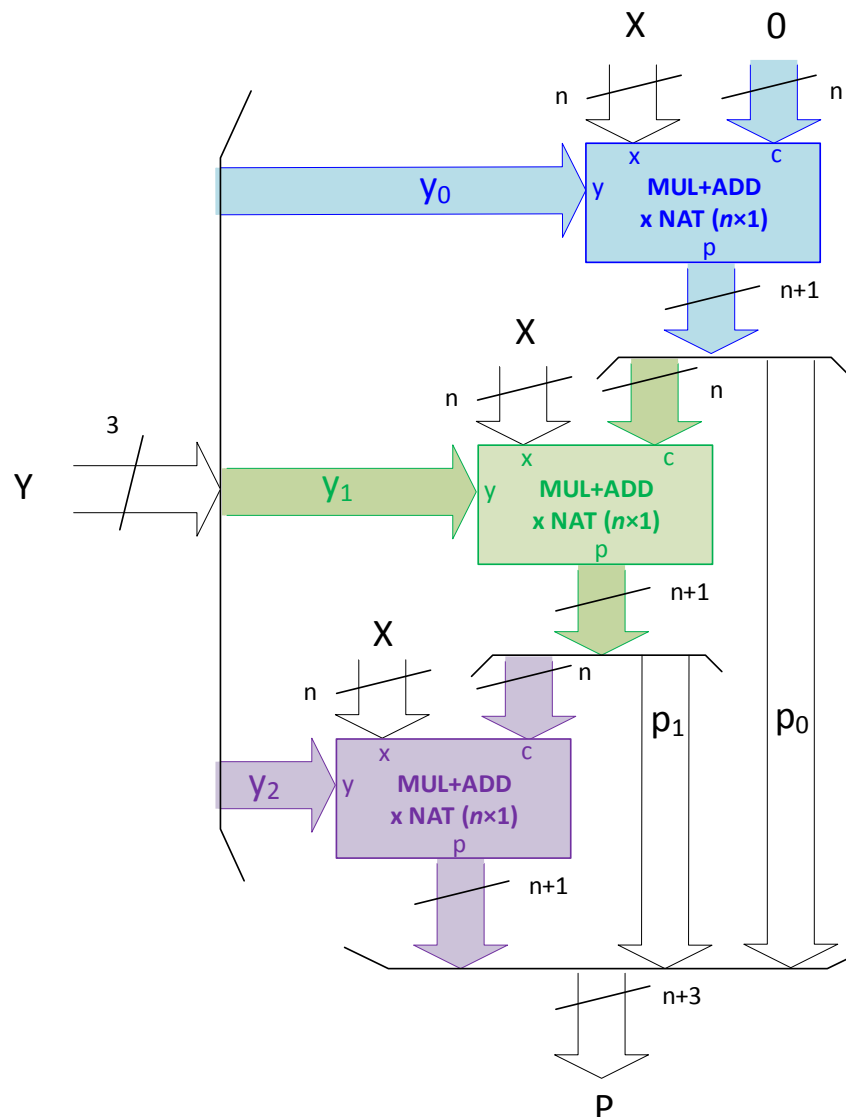 X 0
n n
x c
y₀ y MUL+ADD
x NAT (n×1)
p
n+1
X
n n
3
x c
Y y₁ y MUL+ADD
x NAT (n×1)
p
n+1
X
n n
p₁ p₀
x c
y₂ y MUL+ADD
x NAT (n×1)
p
n+1
n+3
P